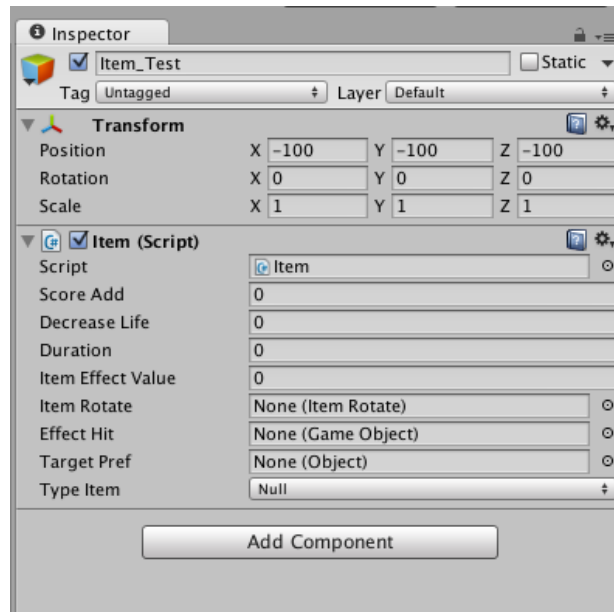 Inspector
Item_Test Static
Tag Untagged Layer Default
Transform
Position X -100 Y -100 Z -100
Rotation X 0 Y 0 Z 0
Scale X 1 Y 1 Z 1
Item (Script)
Script Item
Score Add 0
Decrease Life 0
Duration 0
Item Effect Value 0
Item Rotate None (Item Rotate)
Effect Hit None (Game Object)
Target Pref None (Object)
Type Item Null
Add Component